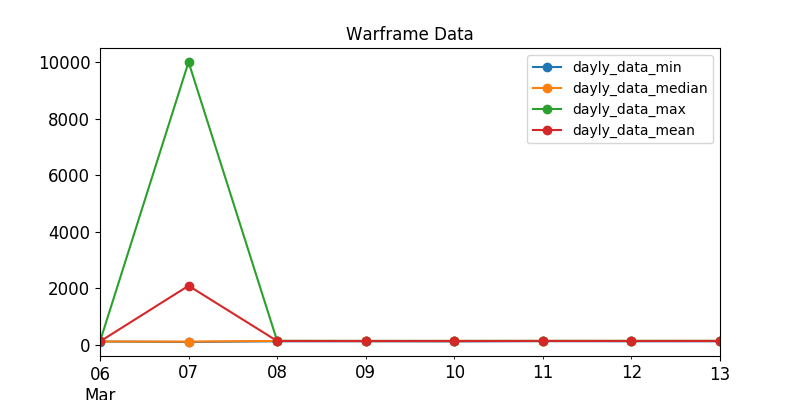 Warframe Data
10000
8000
6000
4000
2000
0
dayly_data_min
dayly_data_median
dayly_data_max
dayly_data_mean
06 07 08 09 10 11 12 13
Mar